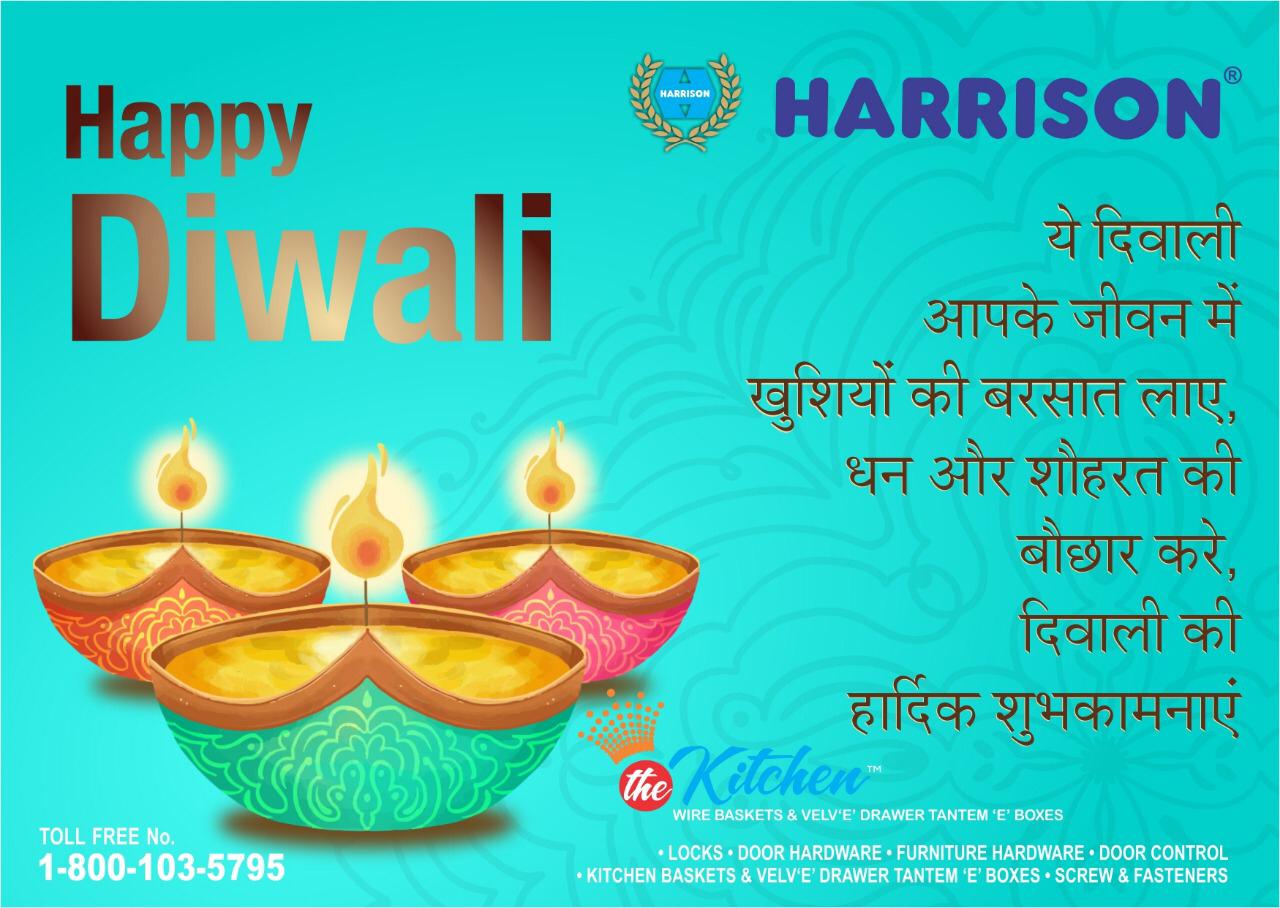 Happy
Diwali
HARRISON
HARRISON®
ये दिवाली
आपके जीवन में
खुशियों की बरसात लाए,
धन और शौहरत की
बौछार करे,
दिवाली की
हार्दिक शुभकामनाएं
the Kitchen™
WIRE BASKETS & VELV‘E’ DRAWER TANTEM ‘E’ BOXES
TOLL FREE No.
1-800-103-5795
• LOCKS • DOOR HARDWARE • FURNITURE HARDWARE • DOOR CONTROL
• KITCHEN BASKETS & VELV‘E’ DRAWER TANTEM ‘E’ BOXES • SCREW & FASTENERS